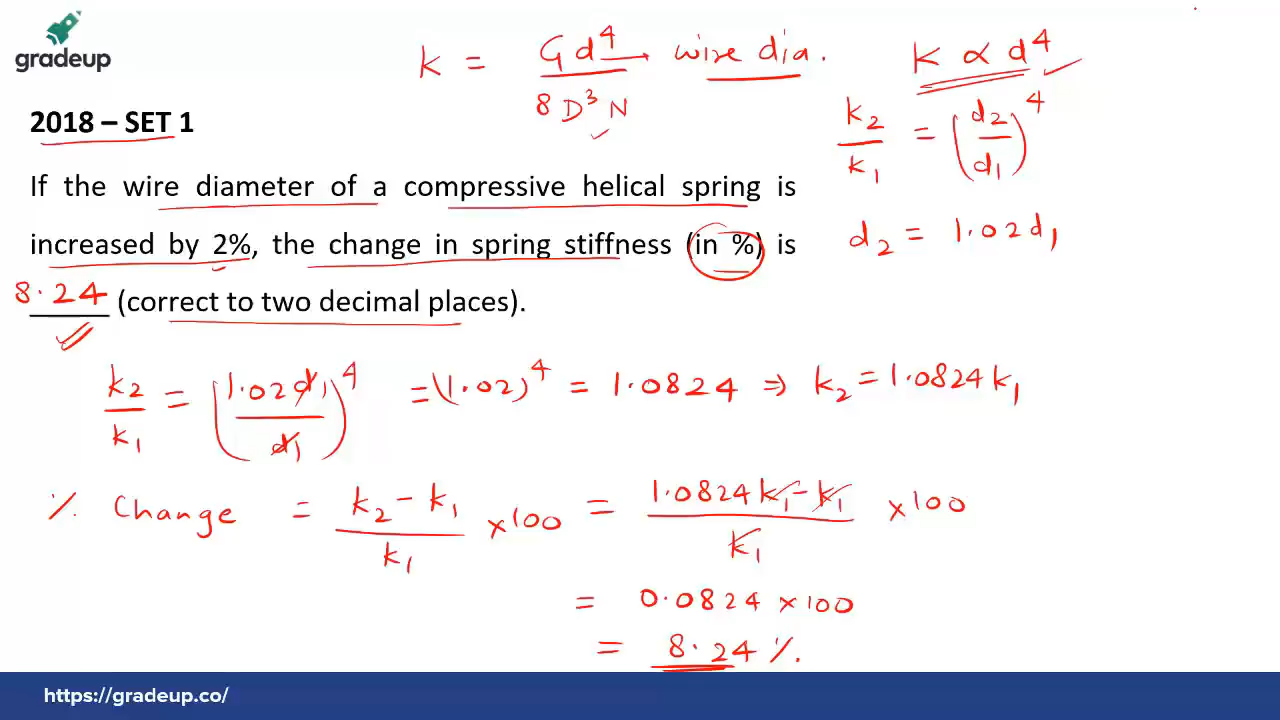 gradeup
k = Gd⁴ / 8D³N → wire dia. K ∝ d⁴
2018 – SET 1
k₂/k₁ = (d₂/d₁)⁴
If the wire diameter of a compressive helical spring is
increased by 2%, the change in spring stiffness (in %) is
d₂ = 1.02d₁
8.24 (correct to two decimal places).
k₂/k₁ = (1.02d₁/d₁)⁴ = (1.02)⁴ = 1.0824 ⇒ k₂ = 1.0824k₁
% Change = (k₂ – k₁)/k₁ ×100 = (1.0824k₁ – k₁)/k₁ ×100
= 0.0824 ×100
= 8.24 %.
https://gradeup.co/